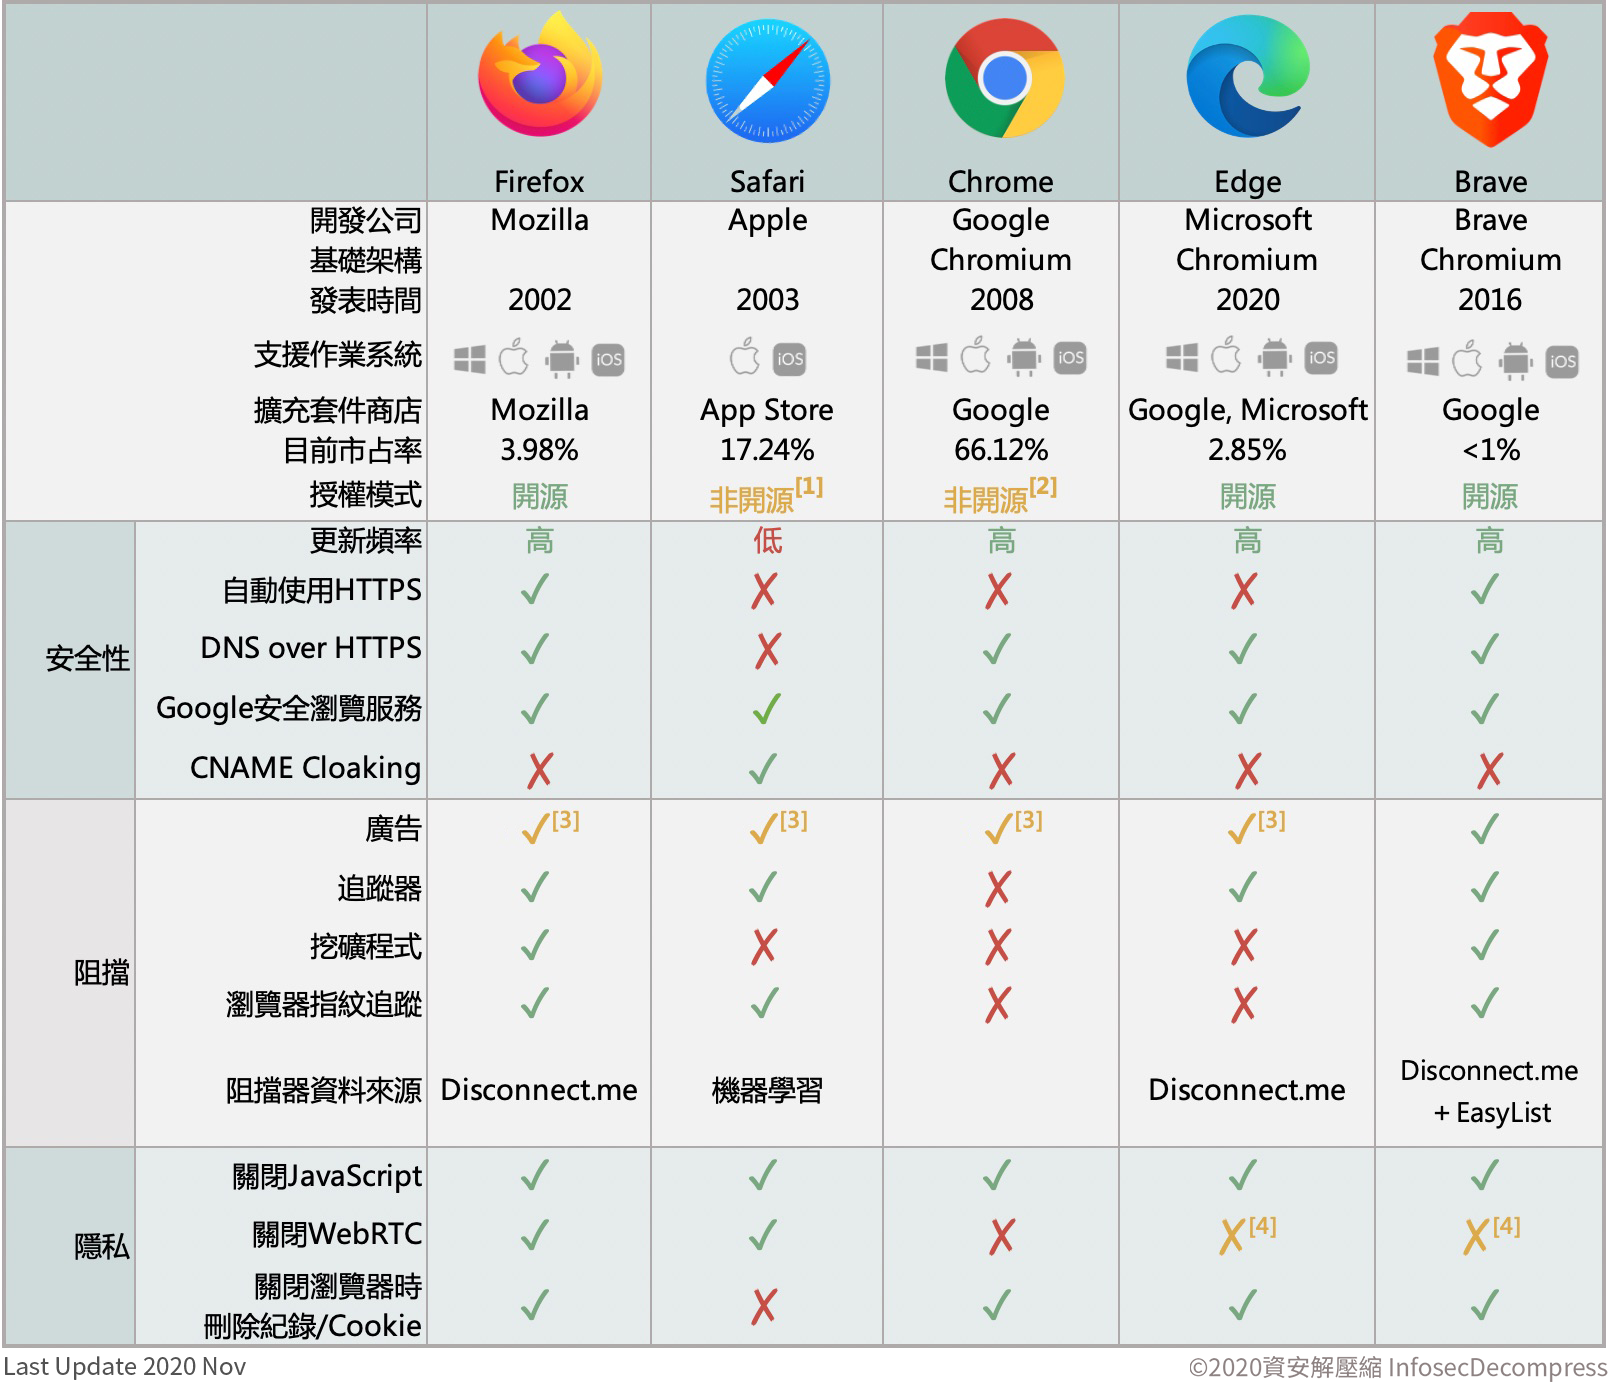 Firefox Safari Chrome Edge Brave
開發公司 Mozilla Apple Google Microsoft Brave
基礎架構 Chromium Chromium Chromium
發表時間 2002 2003 2008 2020 2016
支援作業系統 iOS iOS iOS iOS iOS
擴充套件商店 Mozilla App Store Google Google, Microsoft Google
目前市占率 3.98% 17.24% 66.12% 2.85% <1%
授權模式 開源 非開源[1] 非開源[2] 開源 開源
安全性
更新頻率 高 低 高 高 高
自動使用HTTPS ✓ ✗ ✗ ✗ ✓
DNS over HTTPS ✓ ✗ ✓ ✓ ✓
Google安全瀏覽服務 ✓ ✓ ✓ ✓ ✓
CNAME Cloaking ✗ ✓ ✗ ✗ ✗
阻擋
廣告 ✓[3] ✓[3] ✓[3] ✓[3] ✓
追蹤器 ✓ ✓ ✗ ✓ ✓
挖礦程式 ✓ ✗ ✗ ✗ ✓
瀏覽器指紋追蹤 ✓ ✓ ✗ ✗ ✓
阻擋器資料來源 Disconnect.me 機器學習 Disconnect.me Disconnect.me
+ EasyList
隱私
關閉JavaScript ✓ ✓ ✓ ✓ ✓
關閉WebRTC ✓ ✓ ✗ ✗[4] ✗[4]
關閉瀏覽器時
刪除紀錄/Cookie ✓ ✗ ✓ ✓ ✓
Last Update 2020 Nov ©2020資安解壓縮 InfosecDecompress